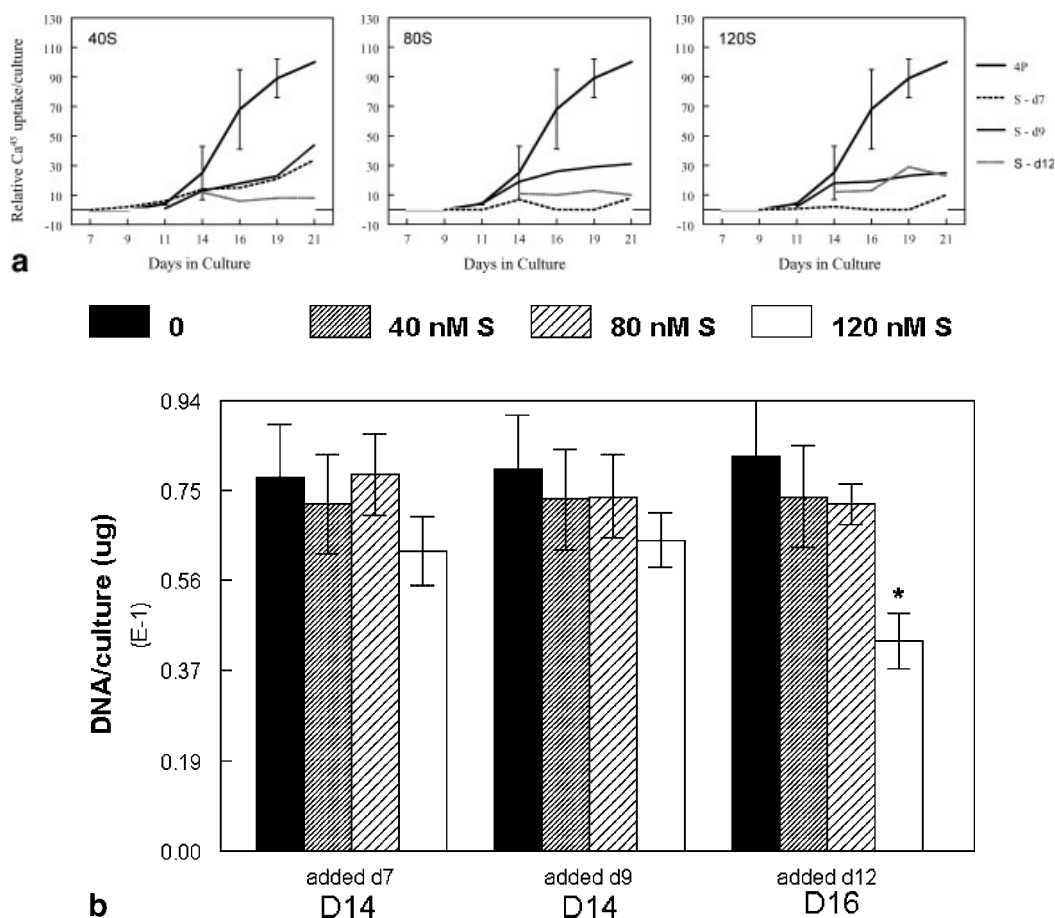 40S
80S
120S
Relative Ca⁴⁵ uptake/culture
130
110
90
70
50
30
10
-10
7 9 11 14 16 19 21
Days in Culture
130
110
90
70
50
30
10
-10
7 9 11 14 16 19 21
Days in Culture
130
110
90
70
50
30
10
-10
7 9 11 14 16 19 21
Days in Culture
4P
S - d7
S - d9
S - d12
a
0 40 nM S 80 nM S 120 nM S
DNA/culture (ug)
(E-1)
0.94
0.75
0.56
0.37
0.19
0.00
*
added d7 added d9 added d12
D14 D14 D16
b